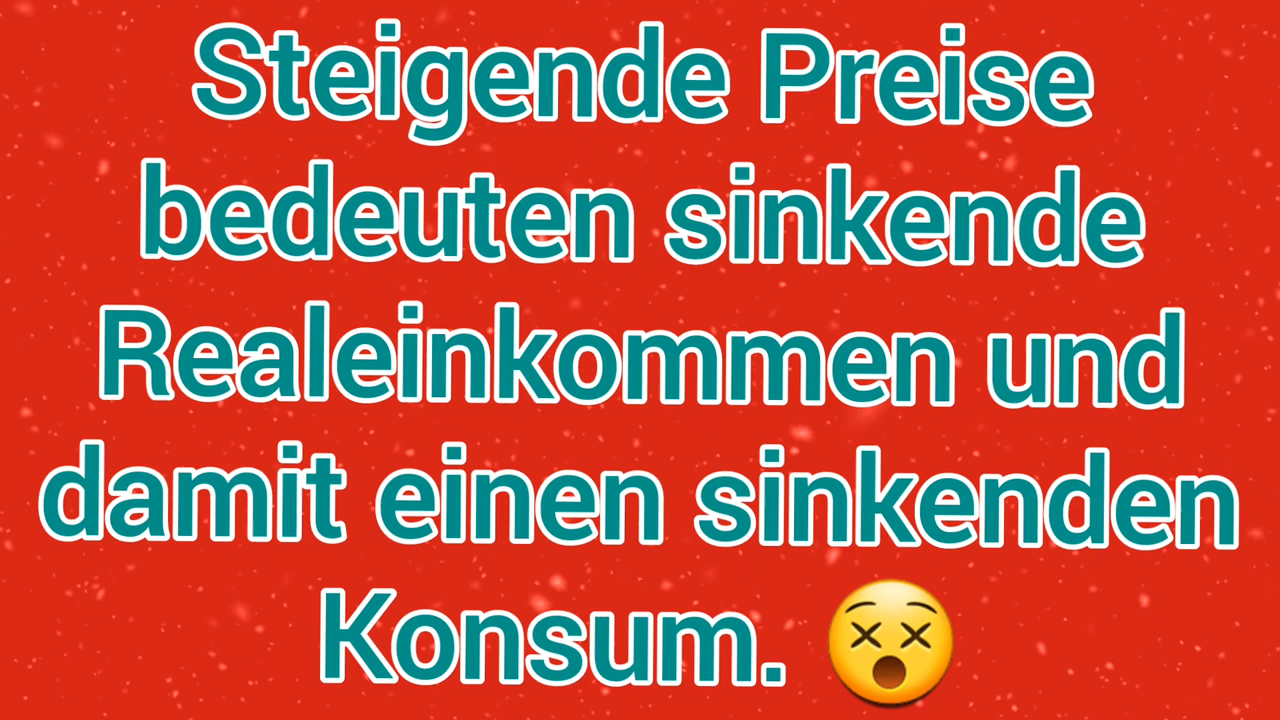 Steigende Preise
bedeuten sinkende
Realeinkommen und
damit einen sinkenden
Konsum. 😵